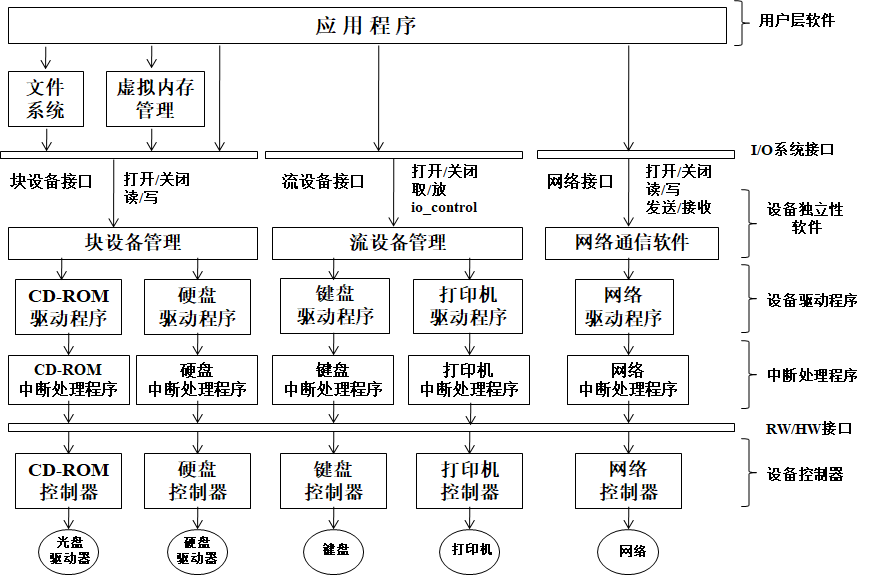 应用程序
用户层软件
文件
系统
虚拟内存
管理
I/O系统接口
块设备接口
打开/关闭
读/写
流设备接口
打开/关闭
取/放
io_control
网络接口
打开/关闭
读/写
发送/接收
设备独立性
软件
块设备管理
流设备管理
网络通信软件
CD-ROM
驱动程序
硬盘
驱动程序
键盘
驱动程序
打印机
驱动程序
网络
驱动程序
设备驱动程序
CD-ROM
中断处理程序
硬盘
中断处理程序
键盘
中断处理程序
打印机
中断处理程序
网络
中断处理程序
中断处理程序
RW/HW接口
CD-ROM
控制器
硬盘
控制器
键盘
控制器
打印机
控制器
网络
控制器
设备控制器
光盘
驱动器
硬盘
驱动器
键盘
打印机
网络